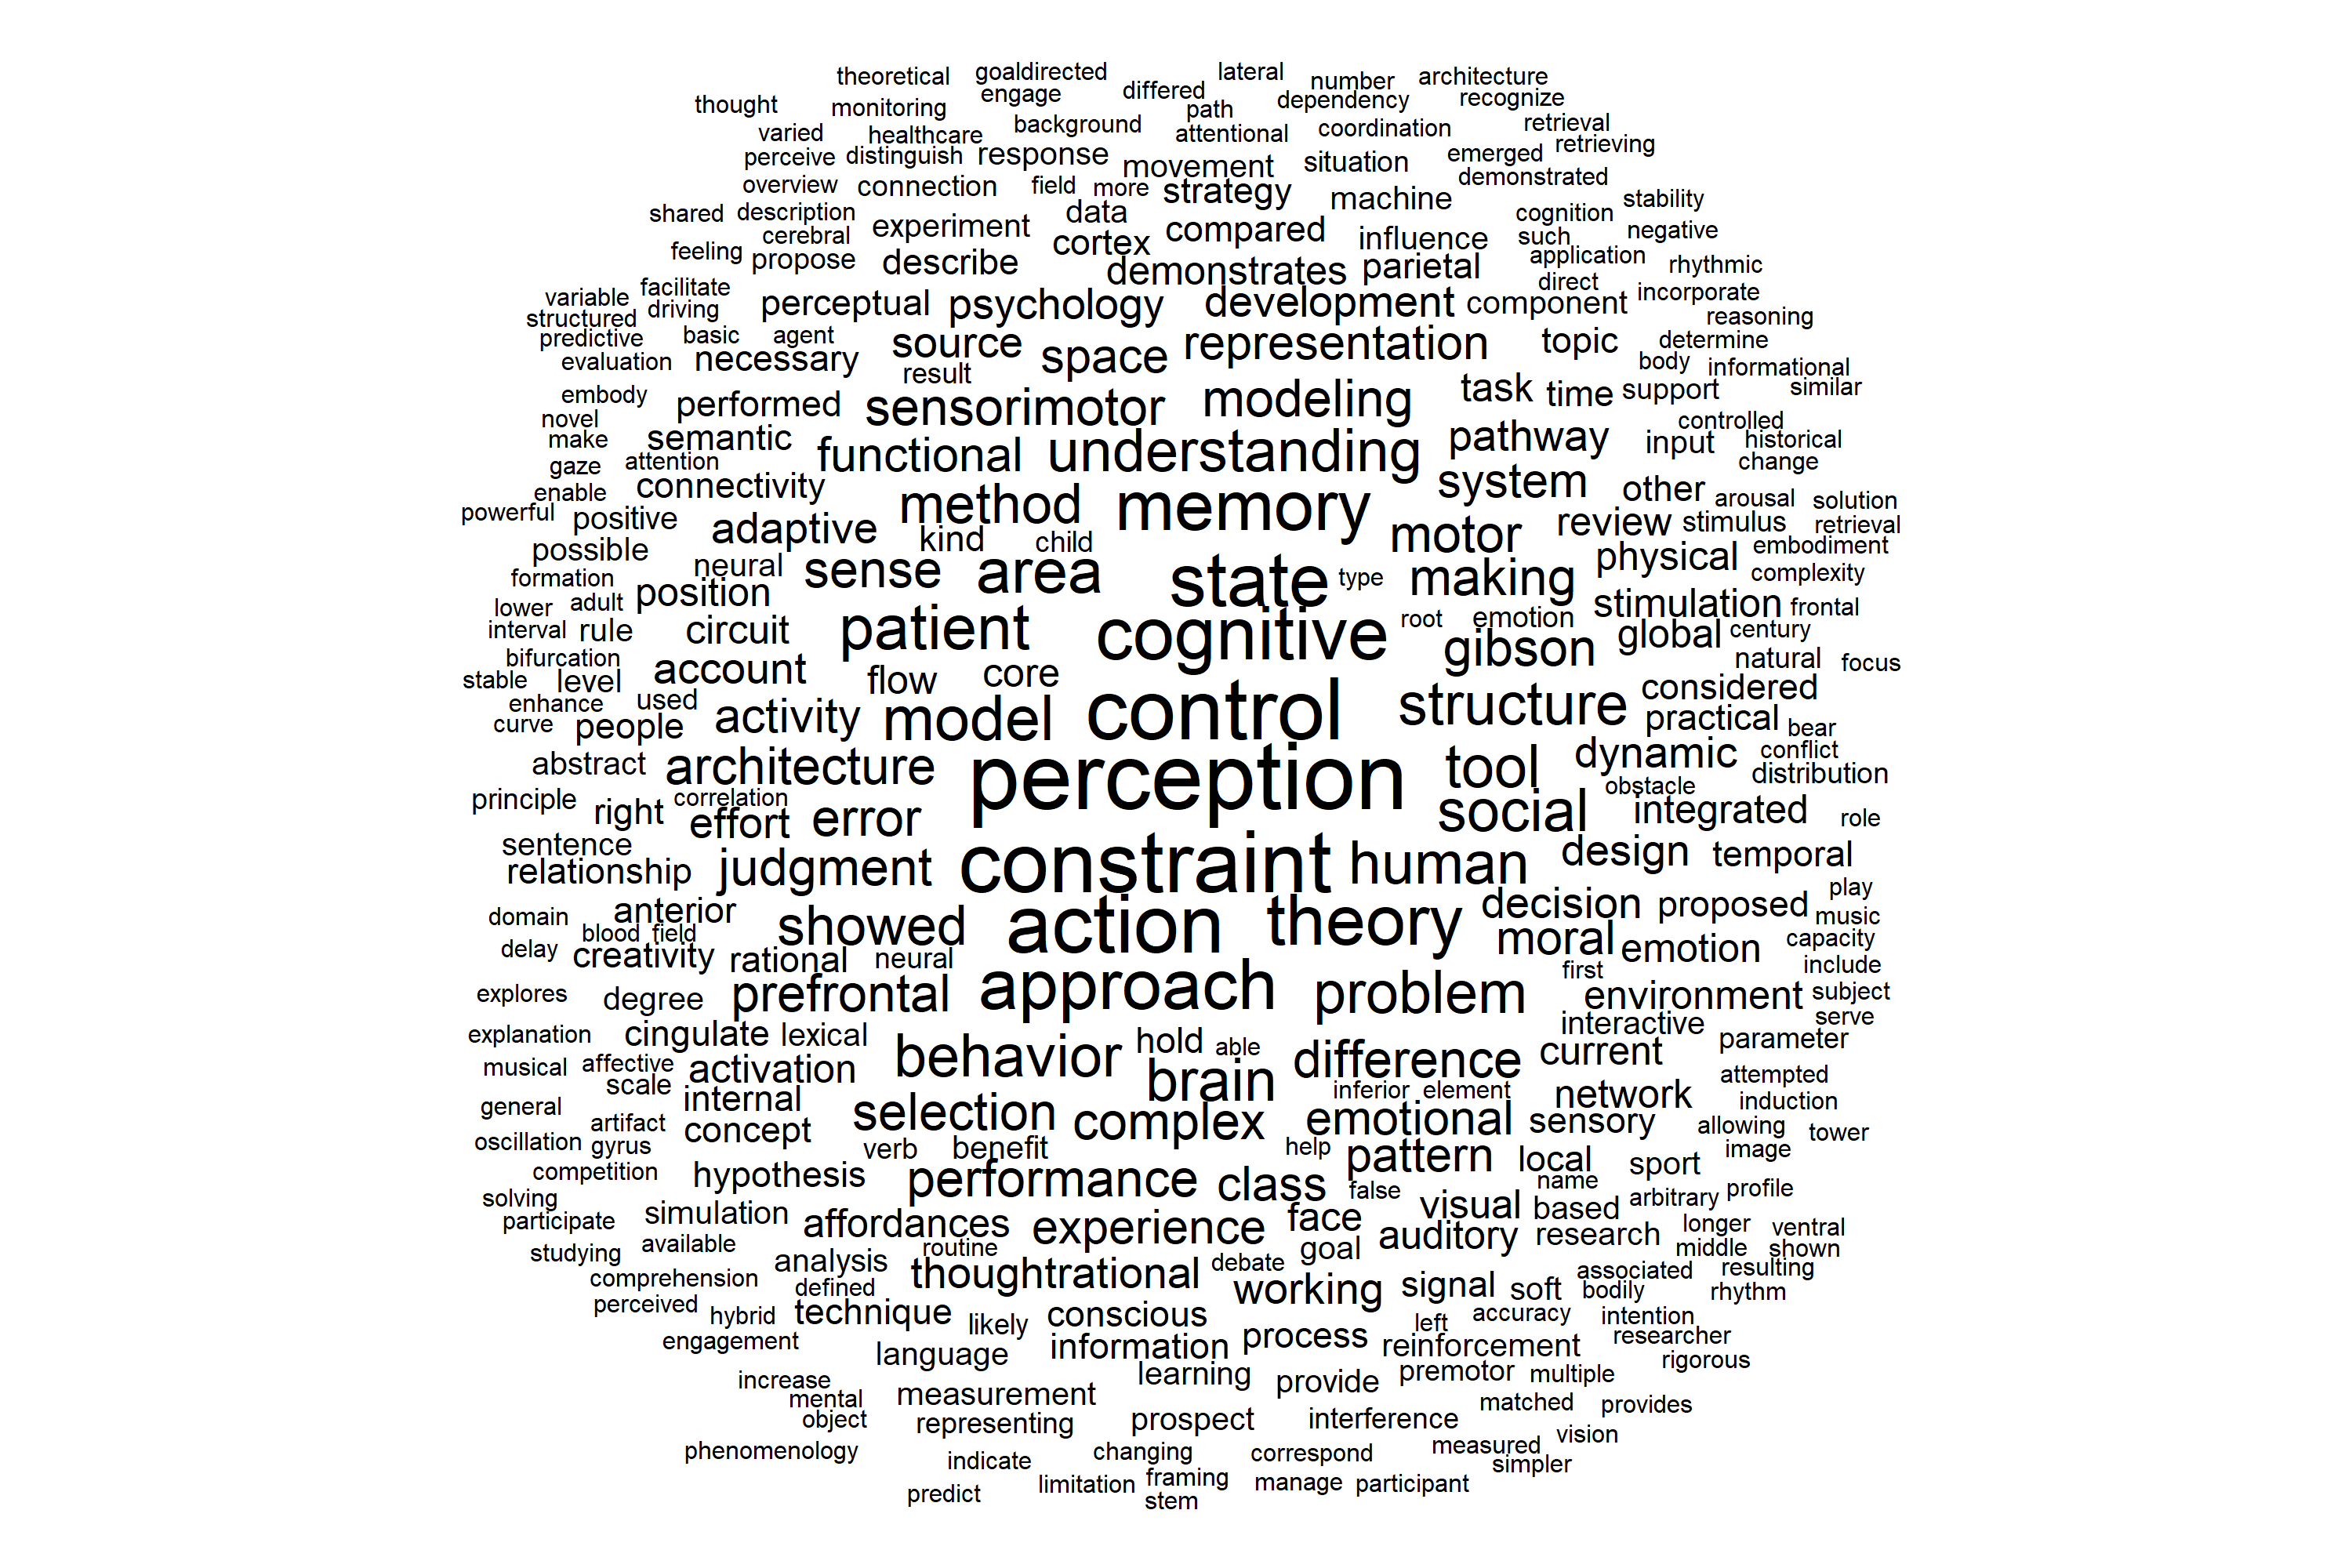 theoretical goaldirected lateral number architecture
thought monitoring engage differed path dependency recognize
varied healthcare background attentional coordination retrieval
perceive distinguish response movement situation emerged retrieving
overview connection field more strategy machine demonstrated
shared description experiment data compared cognition stability
feeling cerebral cortex influence such negative
propose describe demonstrates parietal application rhythmic
variable facilitate perceptual psychology development component direct incorporate
structured driving reasoning
predictive basic agent source space representation topic determine
evaluation necessary result body informational
embody performed sensorimotor modeling task time support similar
novel controlled
make semantic functional understanding pathway input historical
gaze attention change
enable connectivity method memory system other arousal solution
powerful positive adaptive kind child motor review stimulus retrieval
possible neural sense area state type making physical embodiment
formation complexity
lower adult position patient cognitive root emotion stimulation frontal
interval rule circuit gibson global century
bifurcation account flow core natural focus
stable level control structure considered
enhance used model practical
curve people activity bear
abstract architecture perception tool dynamic conflict
principle correlation obstacle distribution
right effort error social integrated role
sentence constraint human design temporal
relationship judgment play
domain anterior showed action theory decision proposed music
delay blood field moral emotion capacity
creativity rational neural first include
explores degree prefrontal approach problem environment subject
explanation cingulate lexical hold able interactive serve
musical affective activation behavior brain difference current parameter
scale inferior element network attempted
general internal selection complex emotional sensory induction
artifact concept allowing tower
oscillation gyrus verb benefit help pattern local image
competition hypothesis performance class false sport name
solving simulation affordances experience face visual based arbitrary profile
participate longer ventral
studying available analysis routine debate goal auditory research middle shown
comprehension defined thoughtrational working signal soft associated resulting
perceived hybrid technique likely conscious left accuracy bodily intention rhythm
engagement language information process reinforcement researcher
learning provide premotor multiple rigorous
increase mental measurement matched provides
object representing prospect interference
phenomenology indicate changing correspond measured vision
predict limitation framing manage participant simpler
stem